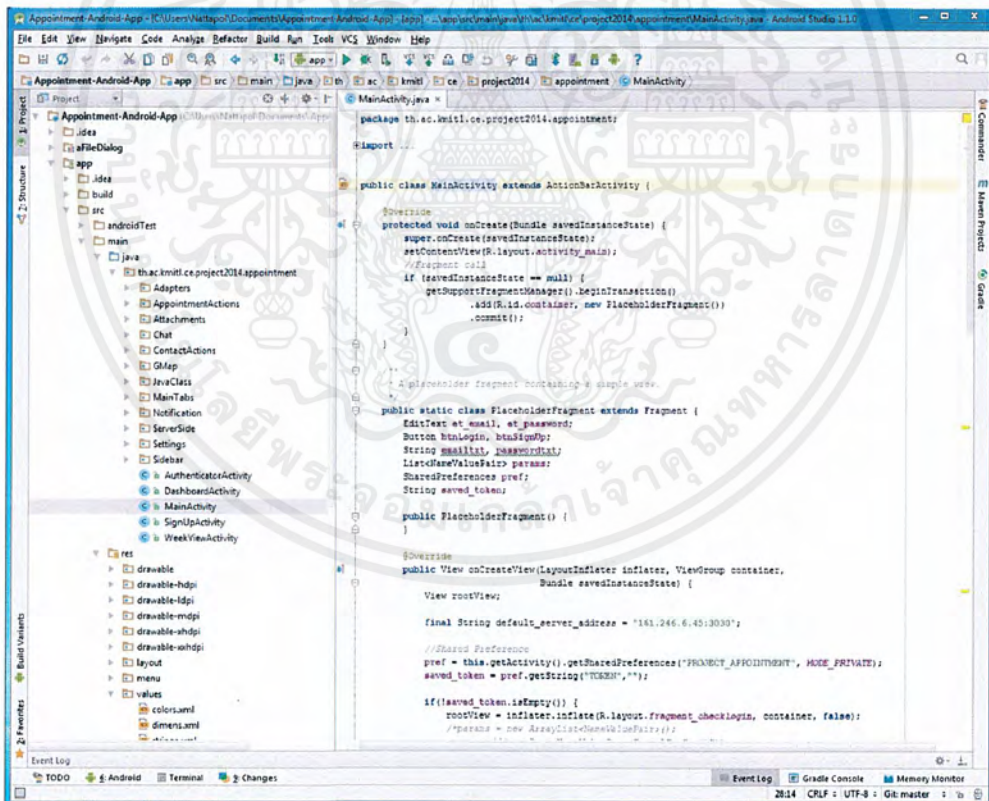 Appointment-Android-App - [C:\Users\Nattapol\Documents\Appointment-Android-App] - [app] - ...\app\src\main\java\th\ac\kmitl\ce\project2014\appointment\MainActivity.java - Android Studio 1.1.0
File Edit View Navigate Code Analyze Refactor Build Run Tools VCS Window Help
app
Appointment-Android-App app src main java th ac kmitl ce project2014 appointment MainActivity
Project
MainActivity.java
1: Project
Z: Structure
Build Variants
2: Favorites
Appointment-Android-App (C:\Users\Nattapol\Documents\App
.idea
aFileDialog
app
.idea
build
src
androidTest
main
java
th.ac.kmitl.ce.project2014.appointment
Adapters
AppointmentActions
Attachments
Chat
ContactActions
GMap
JavaClass
MainTabs
Notification
ServerSide
Settings
Sidebar
AuthenticatorActivity
DashboardActivity
MainActivity
SignUpActivity
WeekViewActivity
res
drawable
drawable-hdpi
drawable-ldpi
drawable-mdpi
drawable-xhdpi
drawable-xxhdpi
layout
menu
values
colors.xml
dimens.xml
package th.ac.kmitl.ce.project2014.appointment;
import ...
public class MainActivity extends ActionBarActivity {
@Override
protected void onCreate(Bundle savedInstanceState) {
super.onCreate(savedInstanceState);
setContentView(R.layout.activity_main);
//Fragment call
if (savedInstanceState == null) {
getSupportFragmentManager().beginTransaction()
.add(R.id.container, new PlaceholderFragment())
.commit();
}
}
/**
* A placeholder fragment containing a simple view.
*/
public static class PlaceholderFragment extends Fragment {
EditText et_email, et_password;
Button btnLogin, btnSignUp;
String emailtxt, passwordtxt;
List<NameValuePair> params;
SharedPreferences pref;
String saved_token;
public PlaceholderFragment() {
}
@Override
public View onCreateView(LayoutInflater inflater, ViewGroup container,
Bundle savedInstanceState) {
View rootView;
final String default_server_address = "161.246.6.45:3030";
//Shared Preference
pref = this.getActivity().getSharedPreferences("PROJECT_APPOINTMENT", MODE_PRIVATE);
saved_token = pref.getString("TOKEN","");
if(!saved_token.isEmpty()) {
rootView = inflater.inflate(R.layout.fragment_checklogin, container, false);
/*params = new ArrayList<NameValuePair>();
Commander
Maven Projects
Gradle
Event Log
TODO 6: Android Terminal 9: Changes Event Log Gradle Console Memory Monitor
28:14 CRLF UTF-8 Git: master